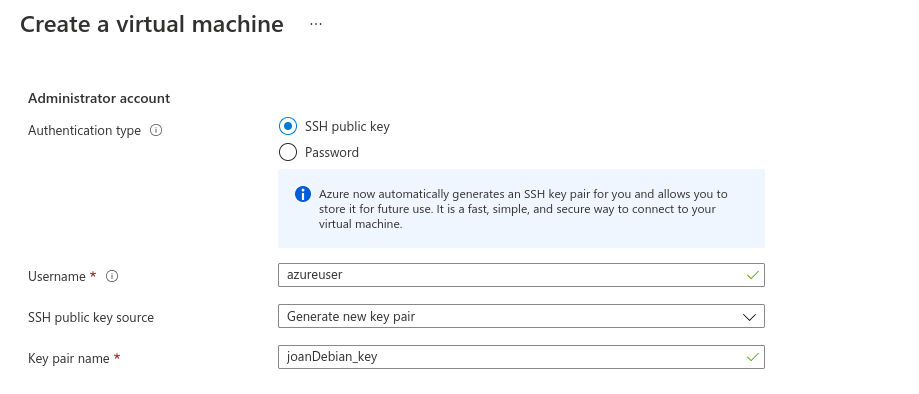 Create a virtual machine ...
Administrator account
Authentication type
SSH public key
Password
Azure now automatically generates an SSH key pair for you and allows you to
store it for future use. It is a fast, simple, and secure way to connect to your
virtual machine.
Username *
azureuser
SSH public key source
Generate new key pair
Key pair name *
joanDebian_key